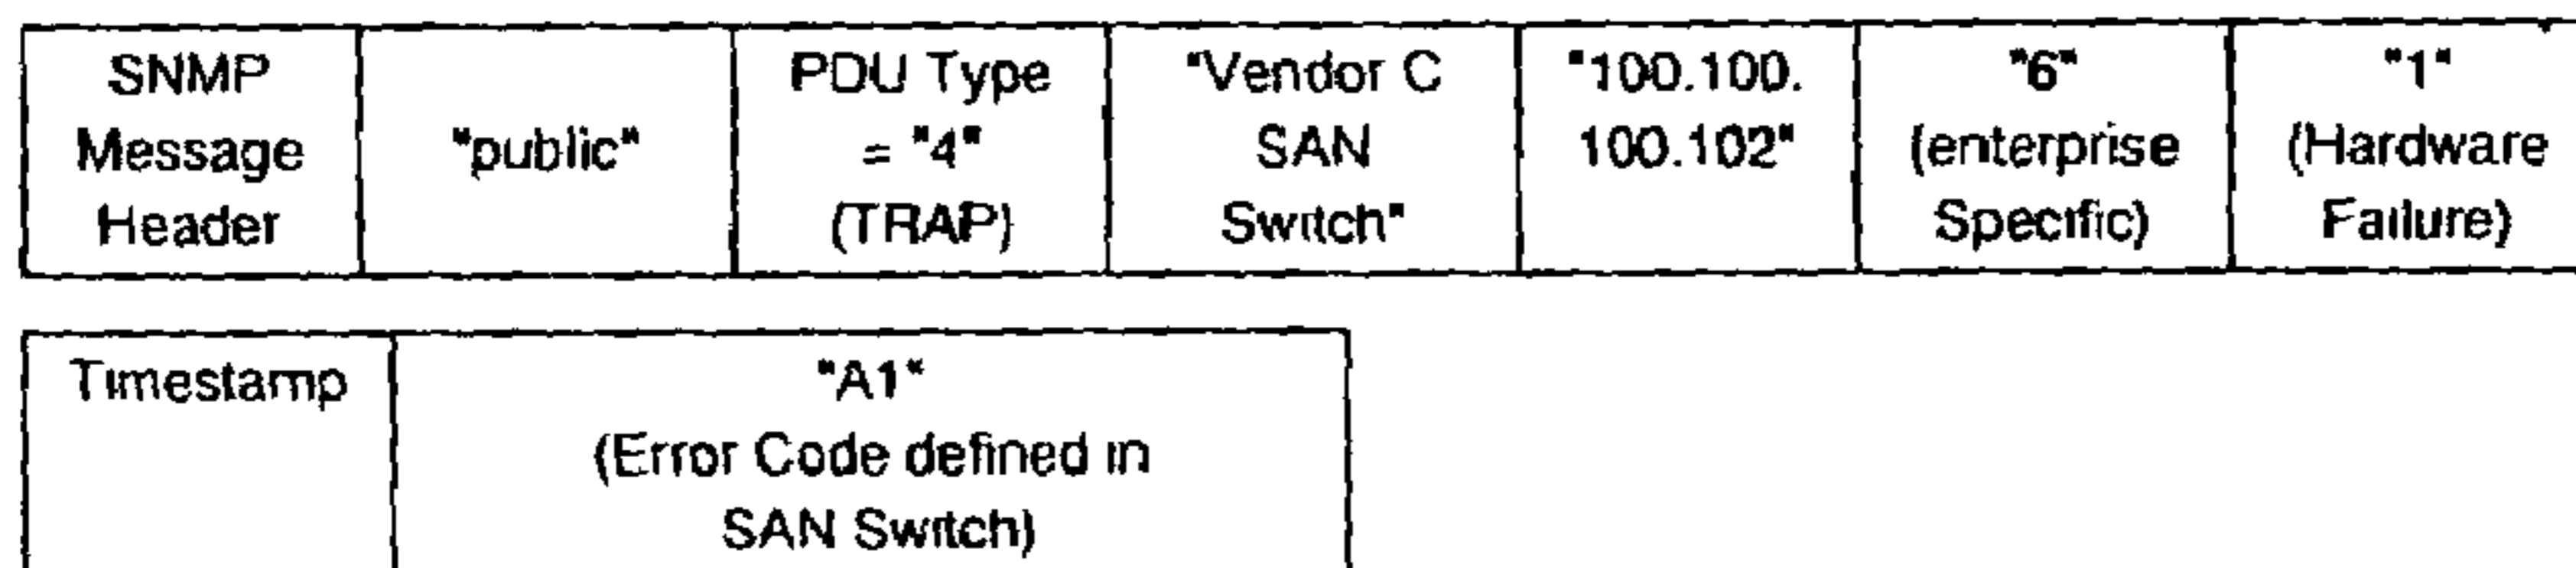 SNMP
Message
Header
"public"
PDU Type
= "4"
(TRAP)
"Vendor C
SAN
Switch"
"100.100.
100.102"
"6"
(enterprise
Specific)
"1"
(Hardware
Failure)
Timestamp
"A1"
(Error Code defined in
SAN Switch)